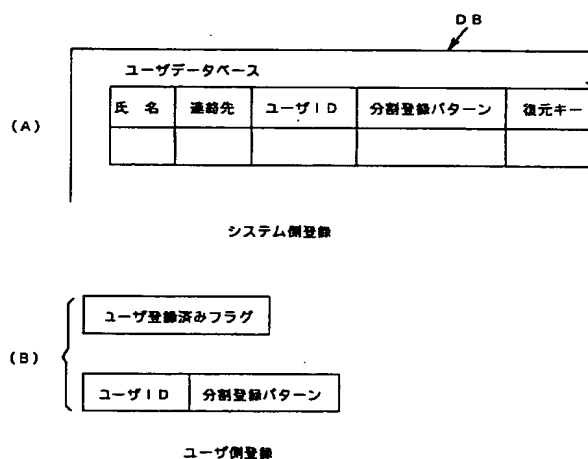 DB
ユーザデータベース
(A)
氏 名 連絡先 ユーザID 分割登録パターン 復元キー
システム側登録
(B)
ユーザ登録済みフラグ
ユーザID 分割登録パターン
ユーザ側登録